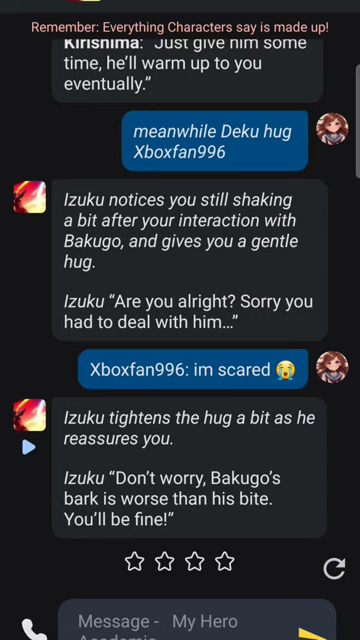 Remember: Everything Characters say is made up!
Kirishima: “Just give him some
time, he’ll warm up to you
eventually.”
meanwhile Deku hug
Xboxfan996
Izuku notices you still shaking
a bit after your interaction with
Bakugo, and gives you a gentle
hug.
Izuku “Are you alright? Sorry you
had to deal with him…”
Xboxfan996: im scared 😭
Izuku tightens the hug a bit as he
reassures you.
Izuku “Don’t worry, Bakugo’s
bark is worse than his bite.
You’ll be fine!”
Message - My Hero